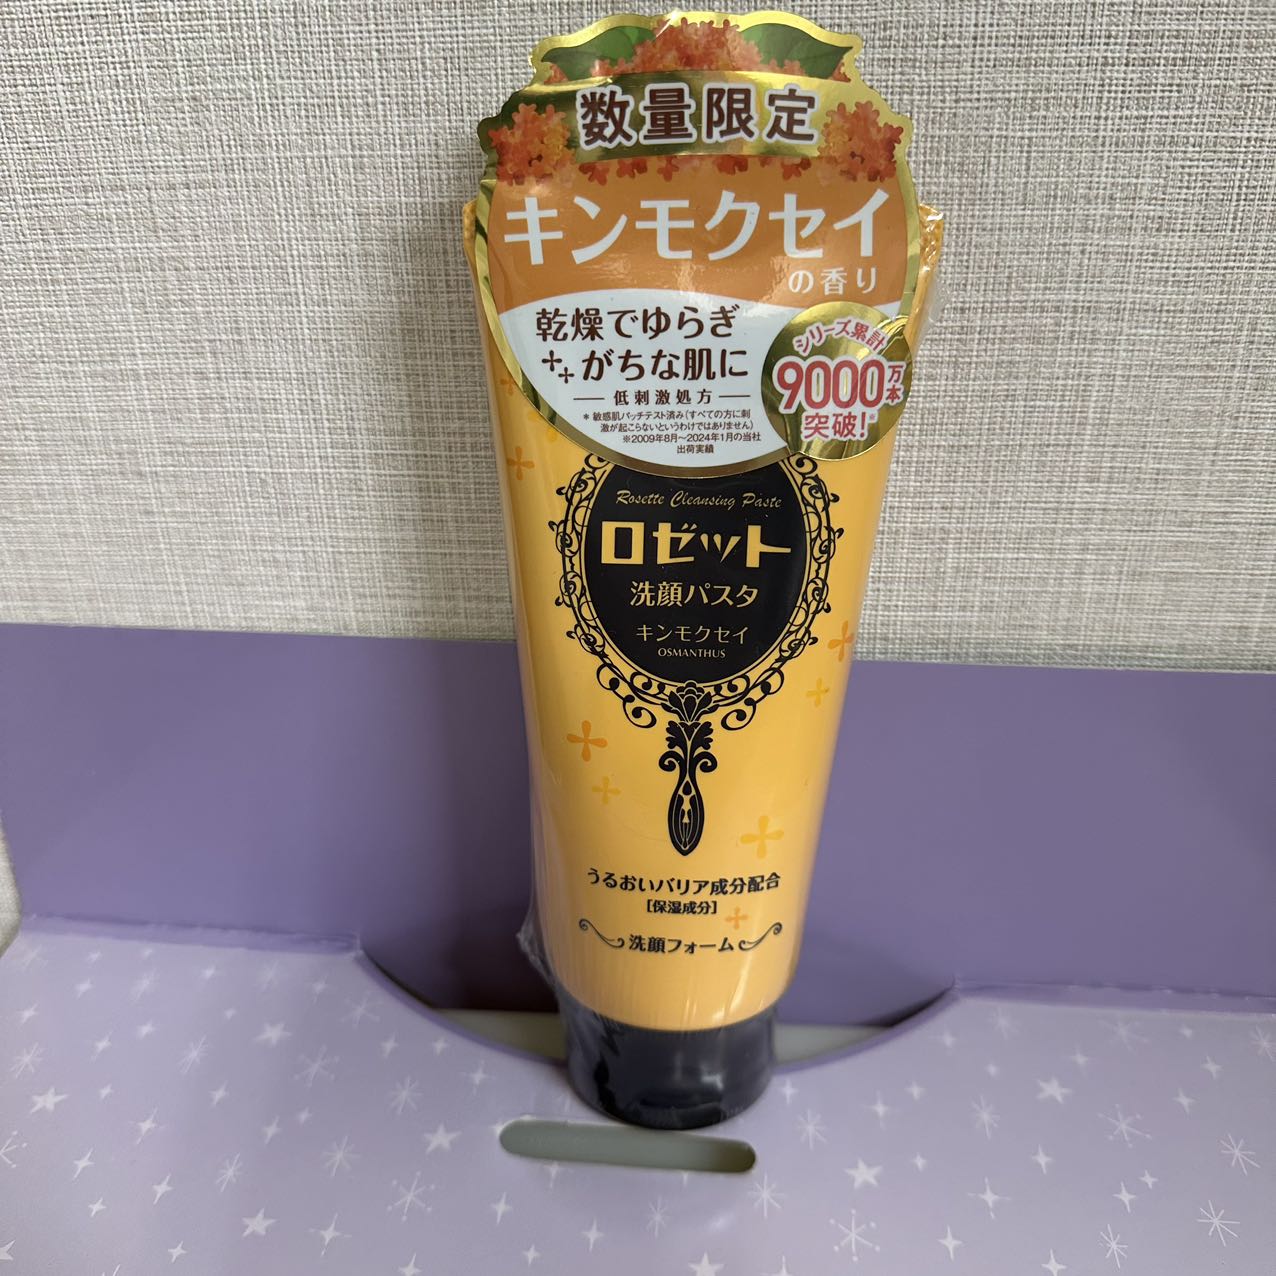 数量限定
キンモクセイ
の香り
乾燥でゆらぎ
がちな肌に
低刺激処方
＊敏感肌パッチテスト済み(すべての方に刺
激が起こらないというわけではありません)
※2009年8月～2024年1月の当社
出荷実績
シリーズ累計
9000万本
突破!※
Rosette Cleansing Paste
ロゼット
洗顔パスタ
キンモクセイ
OSMANTHUS
うるおいバリア成分配合
[保湿成分]
洗顔フォーム